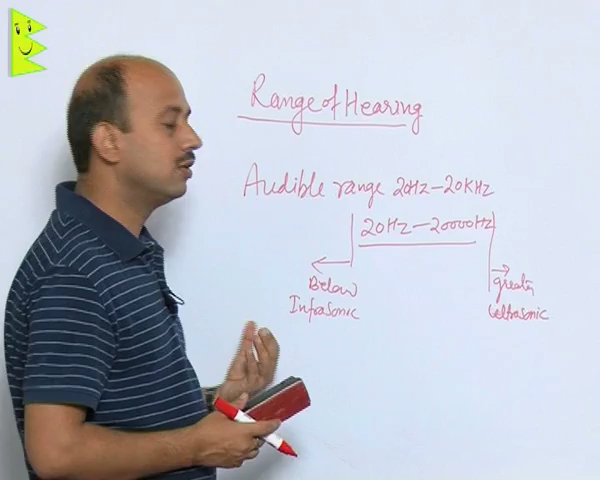 Range of Hearing
Audible range 20Hz-20KHz
20Hz-20000Hz
Below
Infrasonic
greater
Ultrasonic